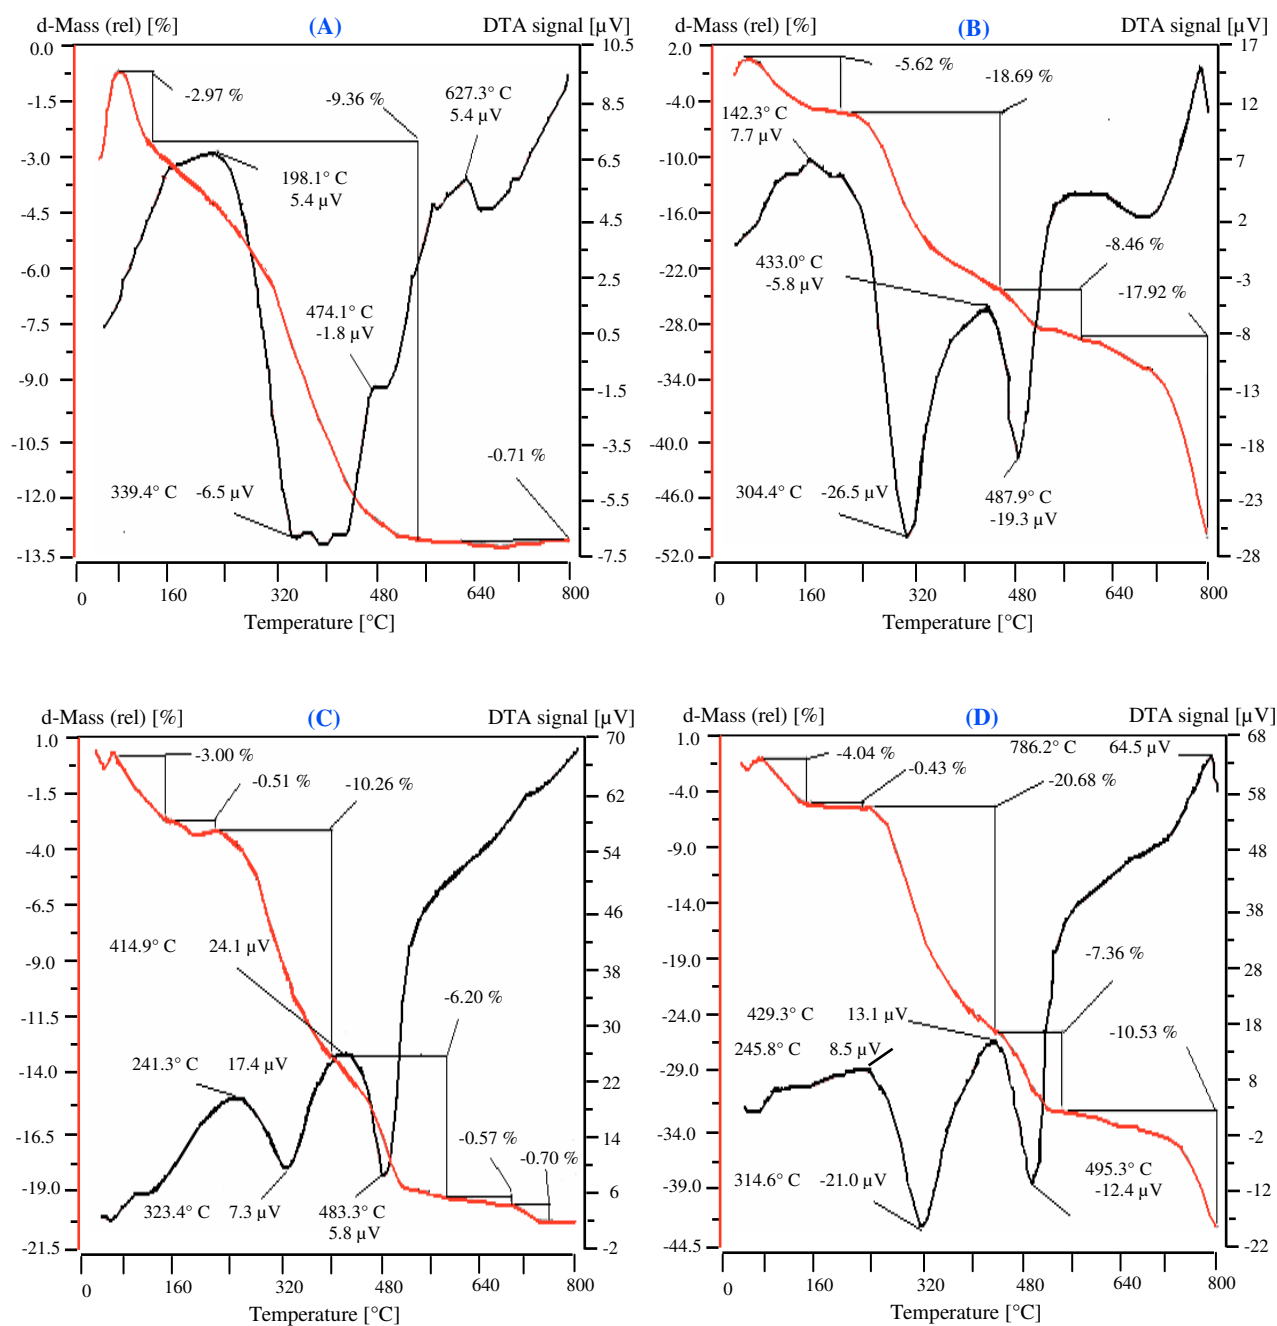 d-Mass (rel) [%] (A) DTA signal [µV]
0.0
-1.5
-3.0
-4.5
-6.0
-7.5
-9.0
-10.5
-12.0
-13.5
10.5
8.5
6.5
4.5
2.5
0.5
-1.5
-3.5
-5.5
-7.5
-2.97 %
-9.36 %
627.3° C
5.4 µV
198.1° C
5.4 µV
474.1° C
-1.8 µV
339.4° C -6.5 µV
-0.71 %
0 160 320 480 640 800
Temperature [°C]
d-Mass (rel) [%] (B) DTA signal [µV]
2.0
-4.0
-10.0
-16.0
-22.0
-28.0
-34.0
-40.0
-46.0
-52.0
17
12
7
2
-3
-8
-13
-18
-23
-28
-5.62 %
-18.69 %
142.3° C
7.7 µV
433.0° C
-5.8 µV
-8.46 %
-17.92 %
304.4° C -26.5 µV
487.9° C
-19.3 µV
0 160 320 480 640 800
Temperature [°C]
d-Mass (rel) [%] (C) DTA signal [µV]
1.0
-1.5
-4.0
-6.5
-9.0
-11.5
-14.0
-16.5
-19.0
-21.5
70
62
54
46
38
30
22
14
6
-2
-3.00 %
-0.51 %
-10.26 %
414.9° C 24.1 µV
-6.20 %
241.3° C 17.4 µV
-0.57 %
-0.70 %
323.4° C 7.3 µV
483.3° C
5.8 µV
0 160 320 480 640 800
Temperature [°C]
d-Mass (rel) [%] (D) DTA signal [µV]
1.0
-4.0
-9.0
-14.0
-19.0
-24.0
-29.0
-34.0
-39.0
-44.5
68
58
48
38
28
18
8
-2
-12
-22
786.2° C 64.5 µV
-4.04 %
-0.43 %
-20.68 %
-7.36 %
429.3° C 13.1 µV
-10.53 %
245.8° C 8.5 µV
314.6° C -21.0 µV
495.3° C
-12.4 µV
0 160 320 480 640 800
Temperature [°C]